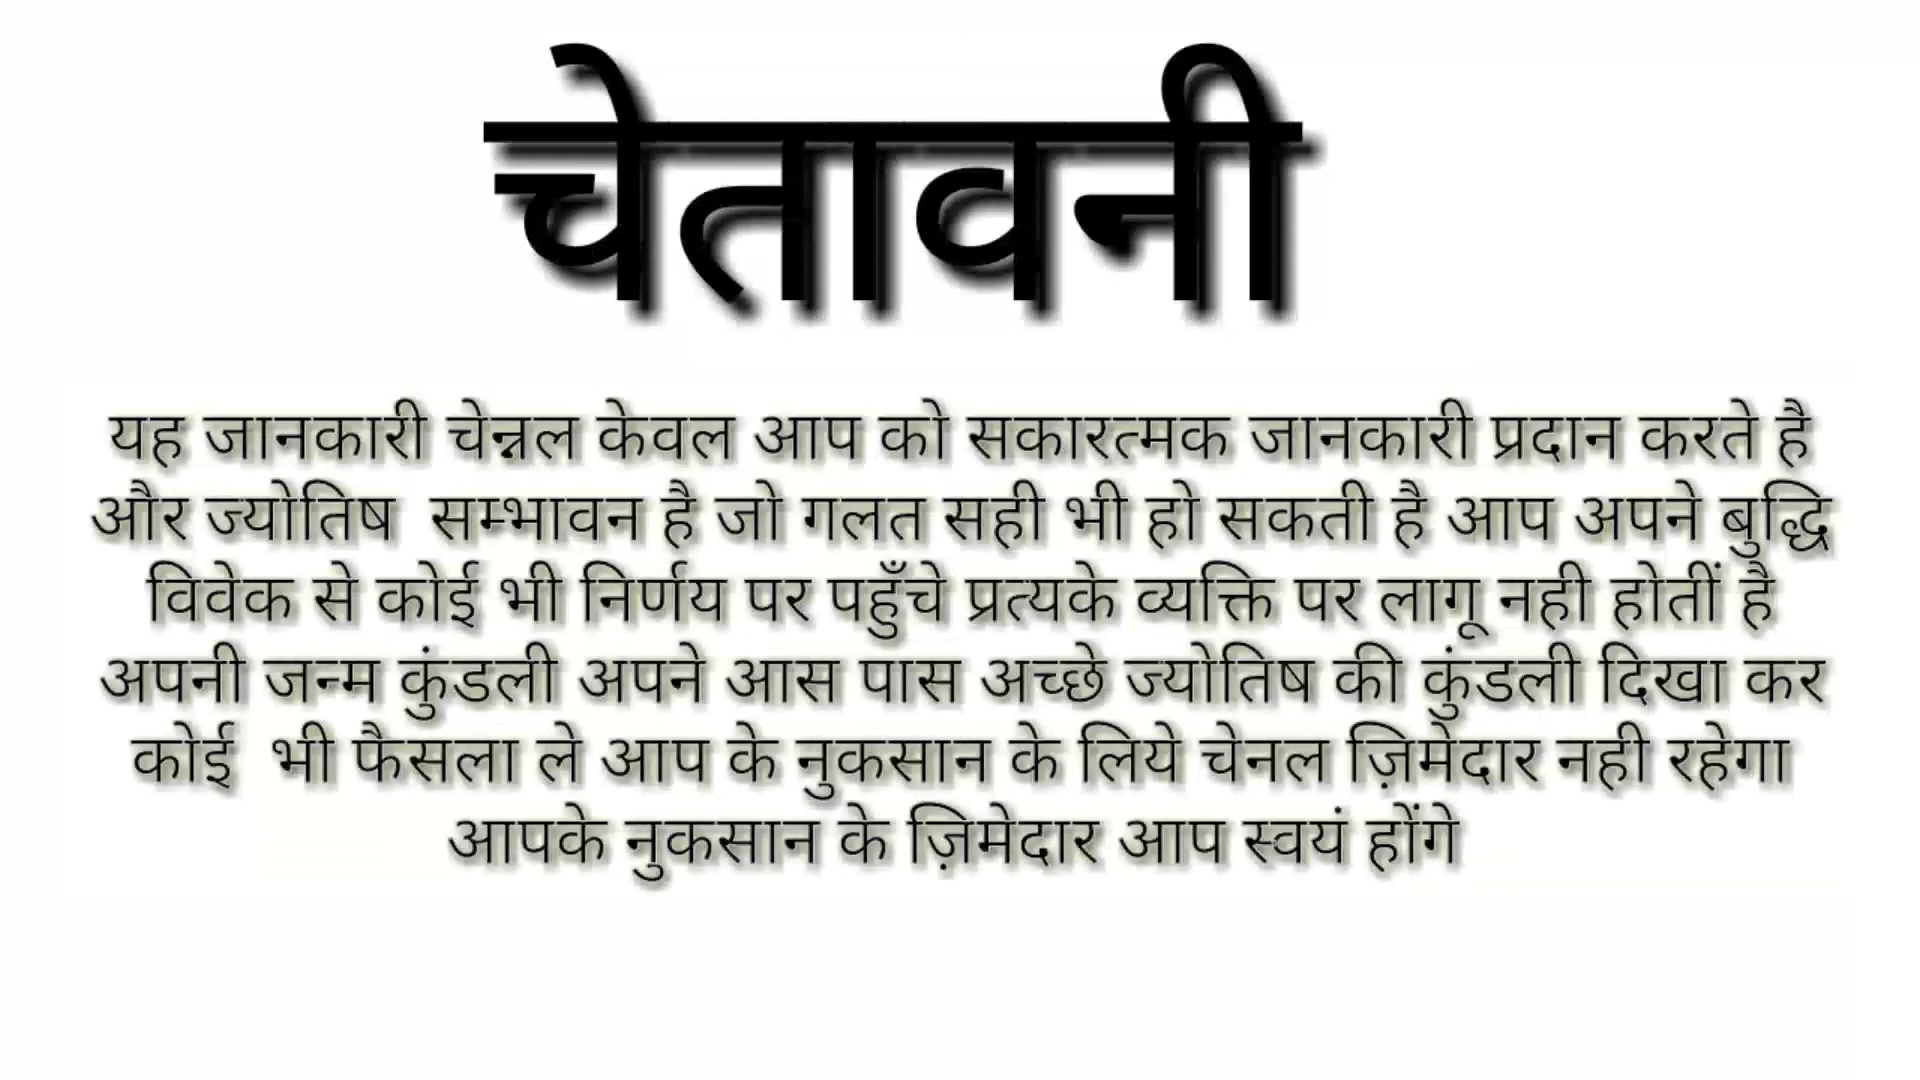 चेतावनी
यह जानकारी चेन्नल केवल आप को सकारत्मक जानकारी प्रदान करते है
और ज्योतिष सम्भावन है जो गलत सही भी हो सकती है आप अपने बुद्धि
विवेक से कोई भी निर्णय पर पहुँचे प्रत्यके व्यक्ति पर लागू नही होतीं है
अपनी जन्म कुंडली अपने आस पास अच्छे ज्योतिष की कुंडली दिखा कर
कोई भी फैसला ले आप के नुकसान के लिये चेनल ज़िमेदार नही रहेगा
आपके नुकसान के ज़िमेदार आप स्वयं होंगे